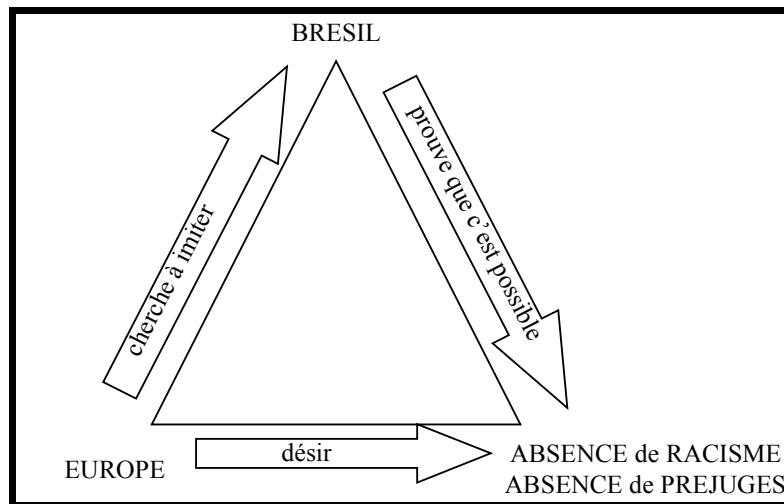 BRESIL
cherche à imiter
prouve que c'est possible
désir
EUROPE
ABSENCE de RACISME
ABSENCE de PREJUGES